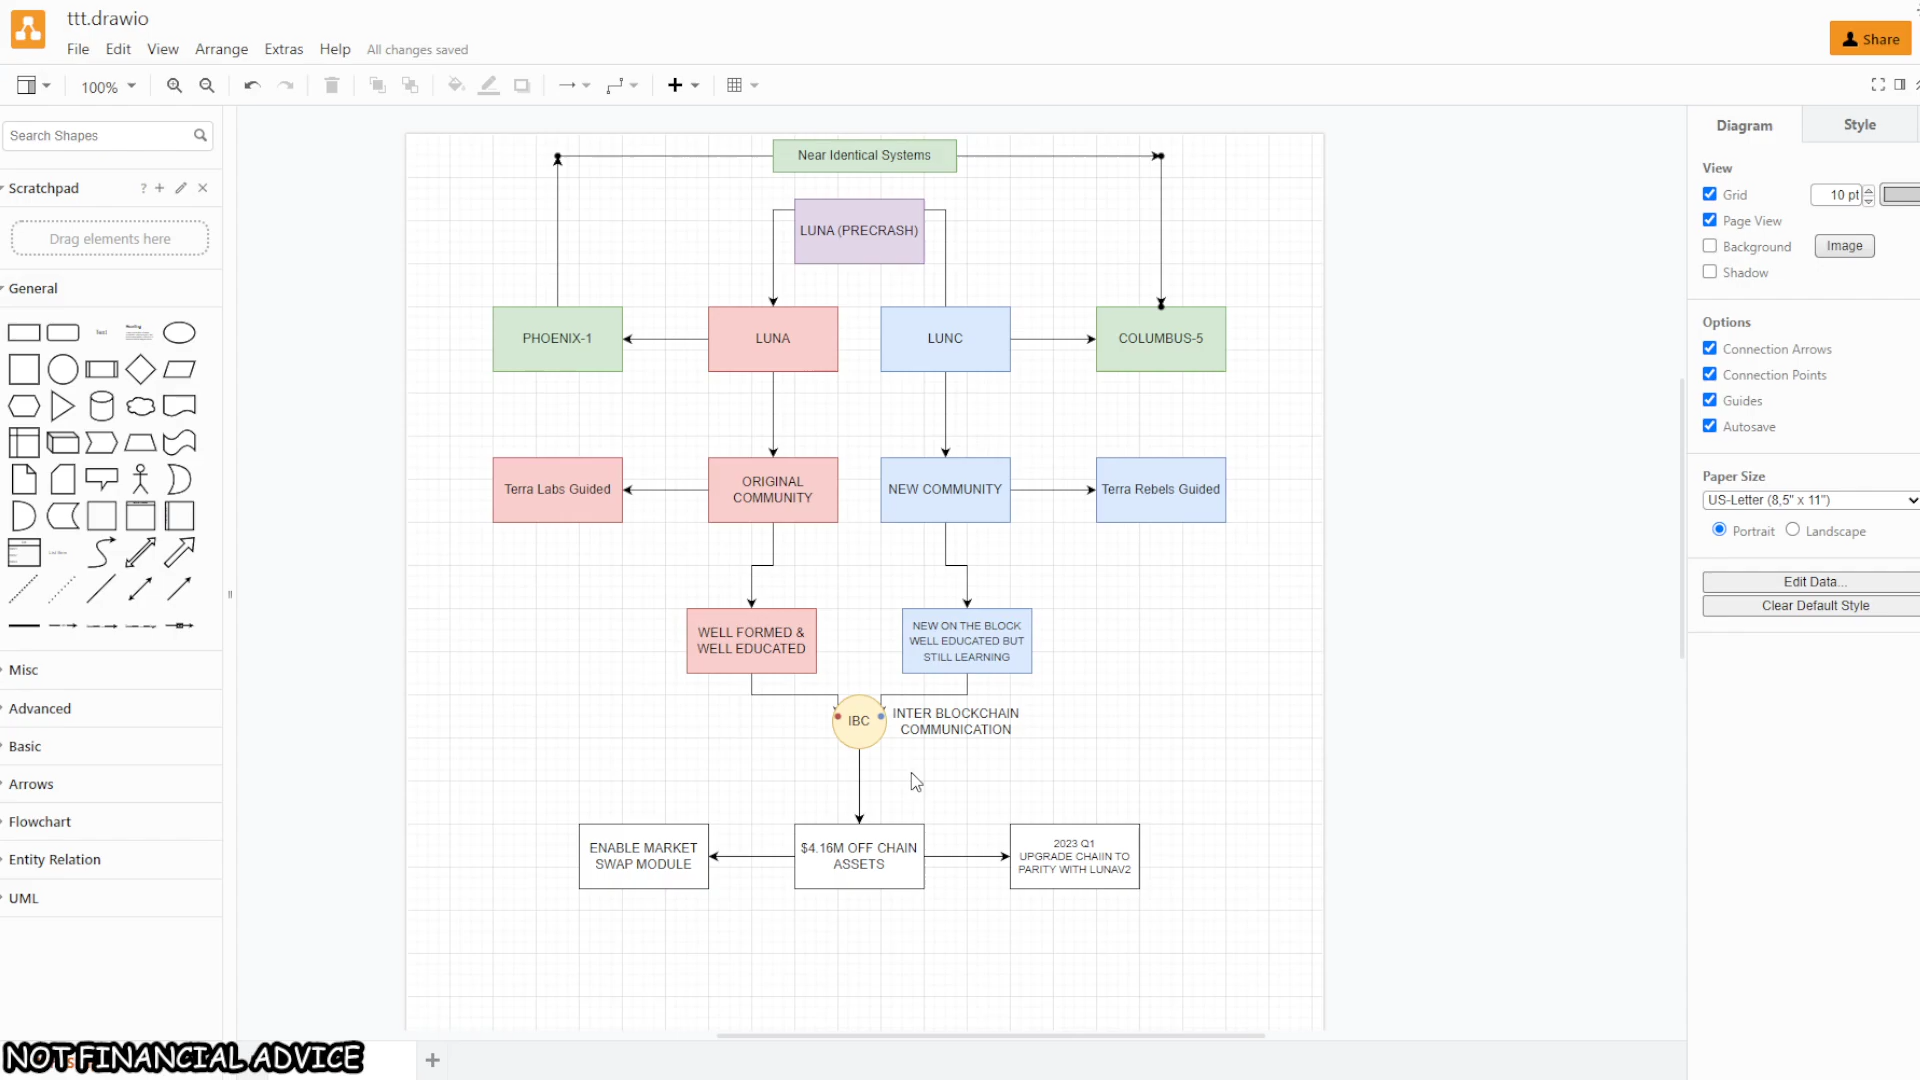 ttt.drawio
File Edit View Arrange Extras Help All changes saved
Share
100%
Search Shapes
Scratchpad
?
Drag elements here
General
Text
Heading
List Item
Misc
Advanced
Basic
Arrows
Flowchart
Entity Relation
UML
Near Identical Systems
LUNA (PRECRASH)
PHOENIX-1
LUNA
LUNC
COLUMBUS-5
Terra Labs Guided
ORIGINAL
COMMUNITY
NEW COMMUNITY
Terra Rebels Guided
WELL FORMED &
WELL EDUCATED
NEW ON THE BLOCK
WELL EDUCATED BUT
STILL LEARNING
IBC
INTER BLOCKCHAIN
COMMUNICATION
ENABLE MARKET
SWAP MODULE
$4.16M OFF CHAIN
ASSETS
2023 Q1
UPGRADE CHAIIN TO
PARITY WITH LUNAV2
Diagram
Style
View
Grid
10 pt
Page View
Background
Image
Shadow
Options
Connection Arrows
Connection Points
Guides
Autosave
Paper Size
US-Letter (8,5" x 11")
Portrait
Landscape
Edit Data...
Clear Default Style
NOT FINANCIAL ADVICE